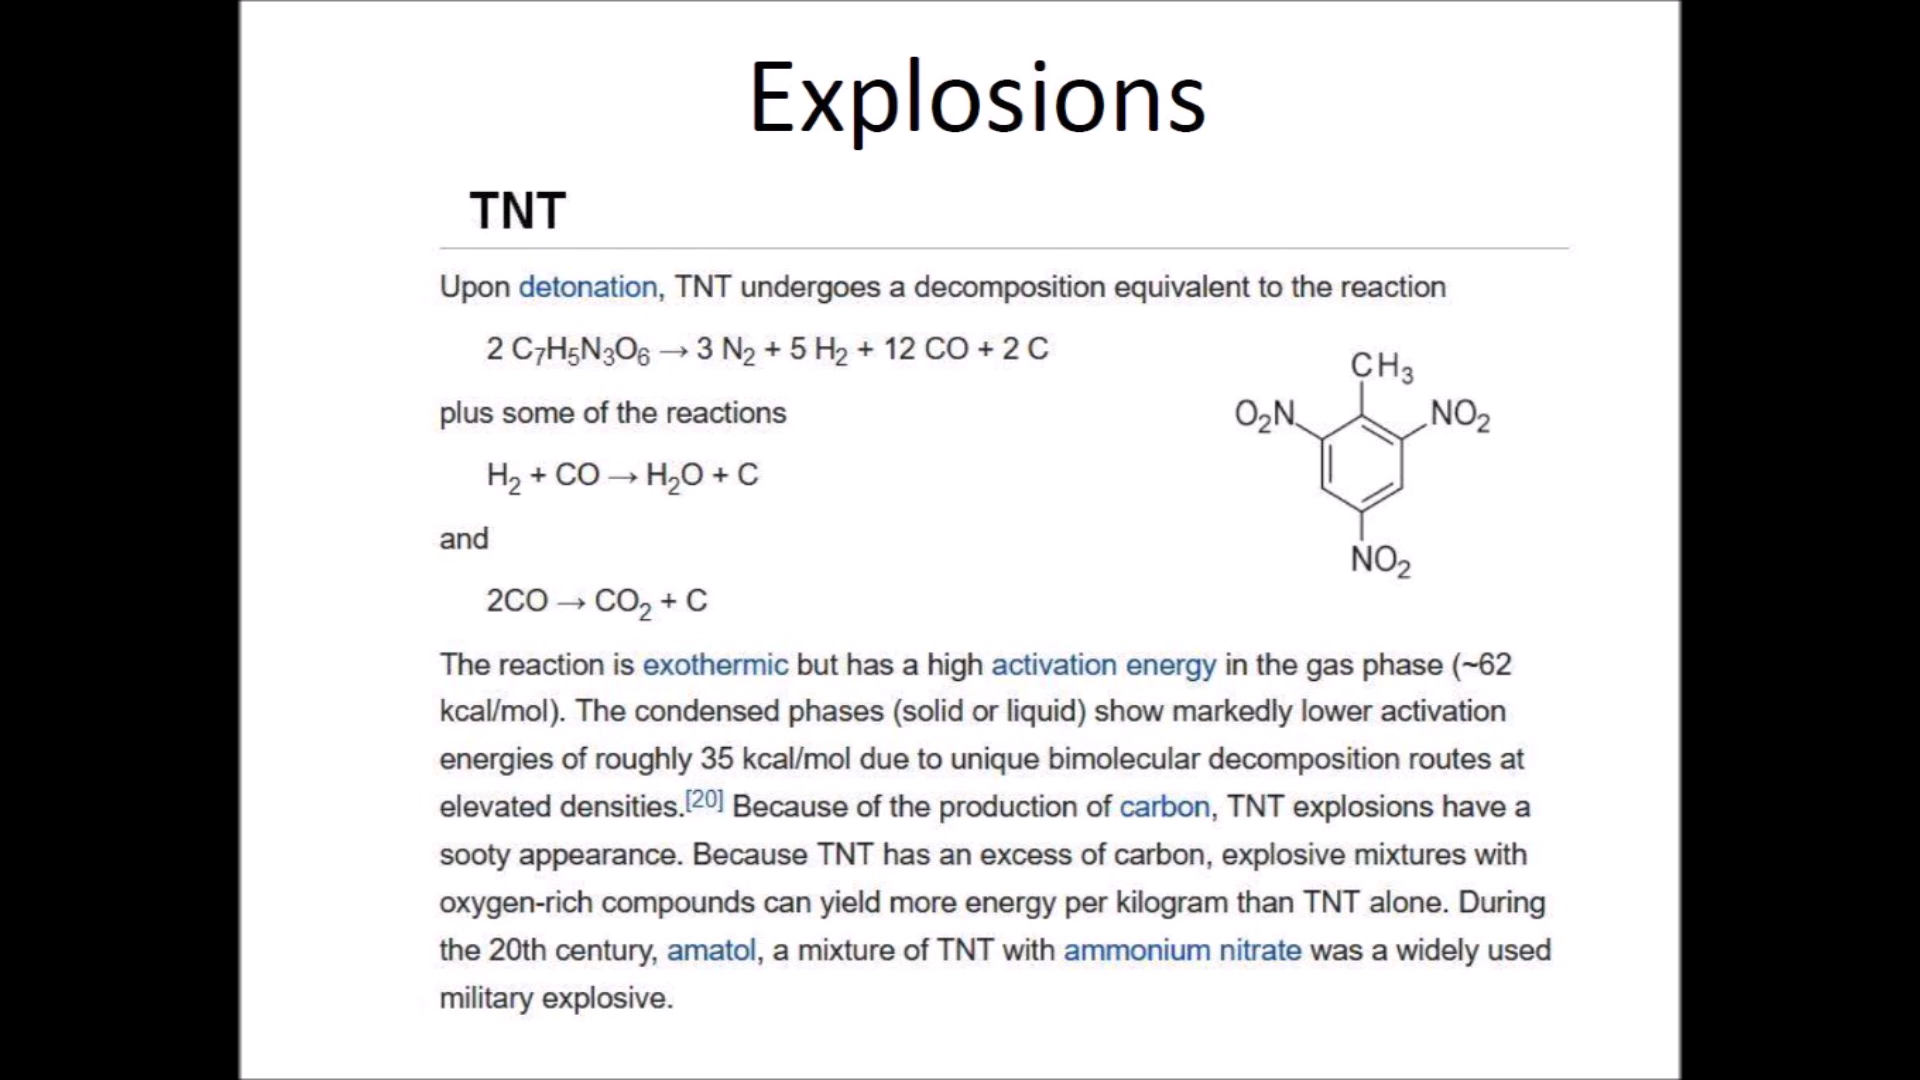 Explosions
TNT
Upon detonation, TNT undergoes a decomposition equivalent to the reaction
2 C₇H₅N₃O₆ → 3 N₂ + 5 H₂ + 12 CO + 2 C
plus some of the reactions
H₂ + CO → H₂O + C
and
2CO → CO₂ + C
CH₃
O₂N
NO₂
NO₂
The reaction is exothermic but has a high activation energy in the gas phase (~62
kcal/mol). The condensed phases (solid or liquid) show markedly lower activation
energies of roughly 35 kcal/mol due to unique bimolecular decomposition routes at
elevated densities.[20] Because of the production of carbon, TNT explosions have a
sooty appearance. Because TNT has an excess of carbon, explosive mixtures with
oxygen-rich compounds can yield more energy per kilogram than TNT alone. During
the 20th century, amatol, a mixture of TNT with ammonium nitrate was a widely used
military explosive.